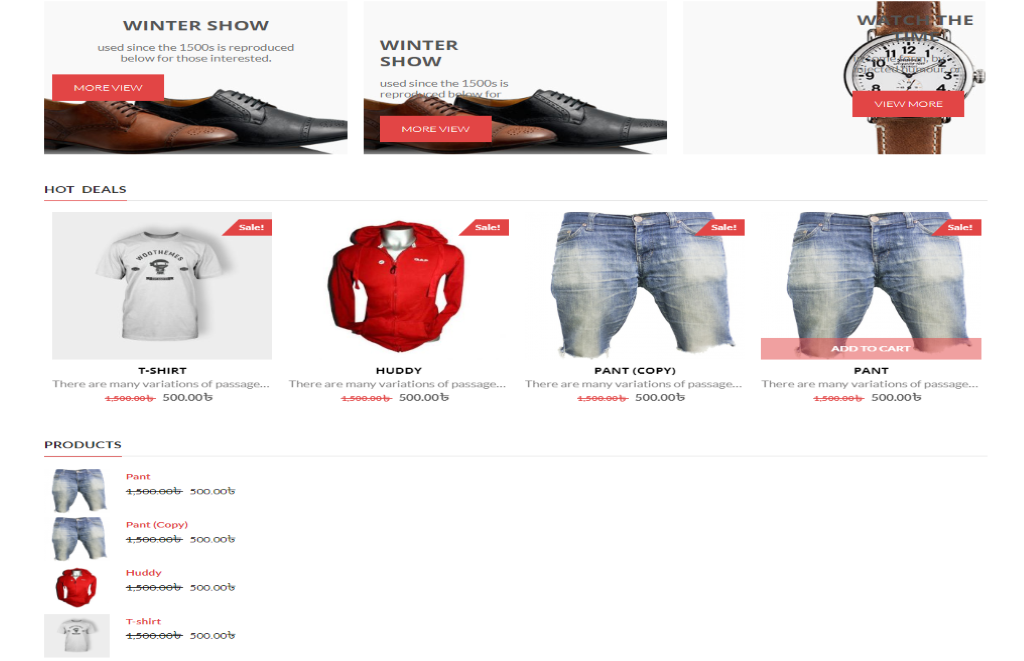 WINTER SHOW
used since the 1500s is reproduced
below for those interested.
MORE VIEW
WINTER
SHOW
used since the 1500s is
reproduced below for
MORE VIEW
WATCH THE
TIME
injected humour, or
VIEW MORE
HOT DEALS
Sale!
WOOTHEMES
T-SHIRT
There are many variations of passage...
1,500.00৳ 500.00৳
Sale!
HUDDY
There are many variations of passage...
1,500.00৳ 500.00৳
Sale!
PANT (COPY)
There are many variations of passage...
1,500.00৳ 500.00৳
Sale!
ADD TO CART
PANT
There are many variations of passage...
1,500.00৳ 500.00৳
PRODUCTS
Pant
1,500.00৳ 500.00৳
Pant (Copy)
1,500.00৳ 500.00৳
Huddy
1,500.00৳ 500.00৳
T-shirt
1,500.00৳ 500.00৳